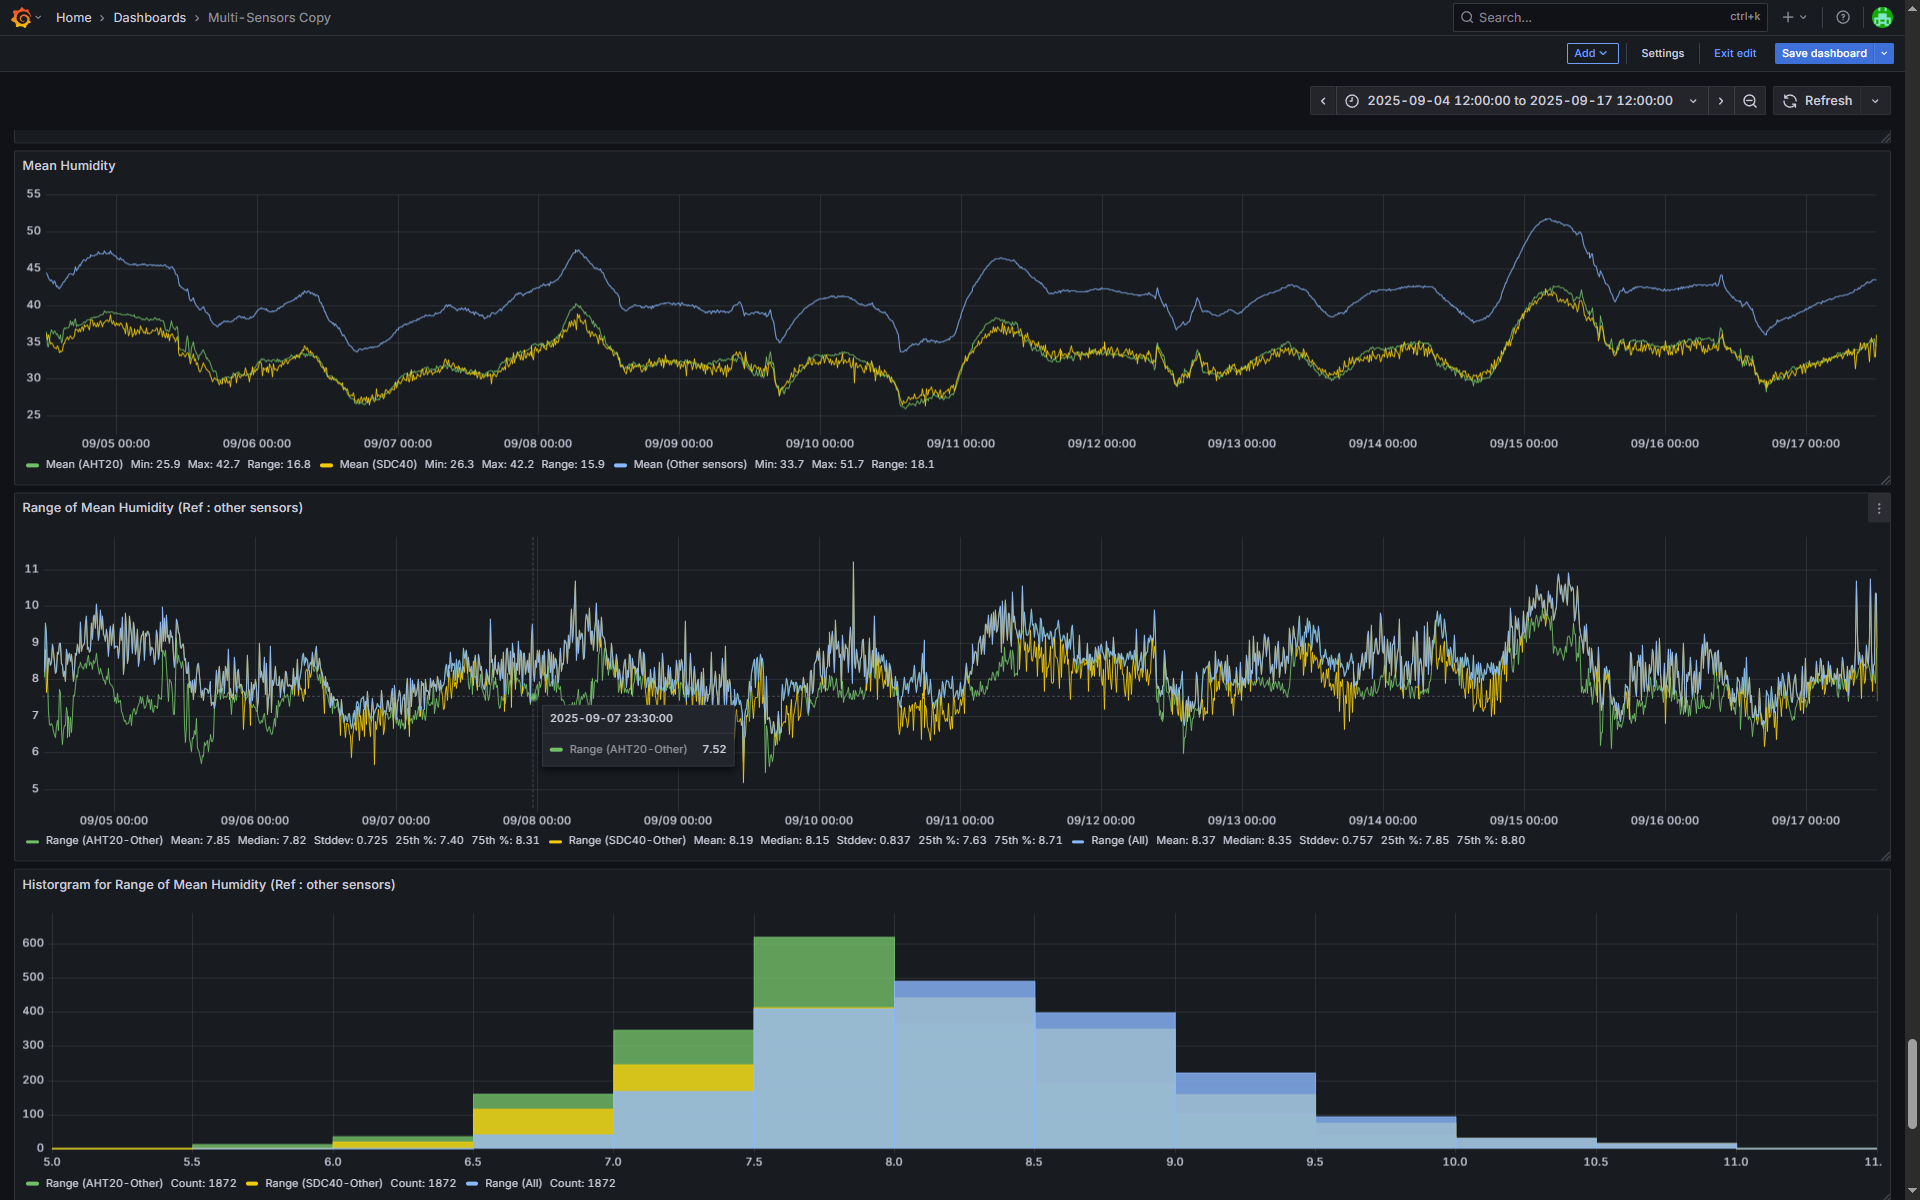 Home › Dashboards › Multi-Sensors Copy
Search... ctrl+k
Add Settings Exit edit Save dashboard
2025-09-04 12:00:00 to 2025-09-17 12:00:00 Refresh
Mean Humidity
55
50
45
40
35
30
25
09/05 00:00 09/06 00:00 09/07 00:00 09/08 00:00 09/09 00:00 09/10 00:00 09/11 00:00 09/12 00:00 09/13 00:00 09/14 00:00 09/15 00:00 09/16 00:00 09/17 00:00
Mean (AHT20) Min: 25.9 Max: 42.7 Range: 16.8 Mean (SDC40) Min: 26.3 Max: 42.2 Range: 15.9 Mean (Other sensors) Min: 33.7 Max: 51.7 Range: 18.1
Range of Mean Humidity (Ref : other sensors)
11
10
9
8
7
6
5
2025-09-07 23:30:00
Range (AHT20-Other) 7.52
09/05 00:00 09/06 00:00 09/07 00:00 09/08 00:00 09/09 00:00 09/10 00:00 09/11 00:00 09/12 00:00 09/13 00:00 09/14 00:00 09/15 00:00 09/16 00:00 09/17 00:00
Range (AHT20-Other) Mean: 7.85 Median: 7.82 Stddev: 0.725 25th %: 7.40 75th %: 8.31 Range (SDC40-Other) Mean: 8.19 Median: 8.15 Stddev: 0.837 25th %: 7.63 75th %: 8.71 Range (All) Mean: 8.37 Median: 8.35 Stddev: 0.757 25th %: 7.85 75th %: 8.80
Historgram for Range of Mean Humidity (Ref : other sensors)
600
500
400
300
200
100
0
5.0 5.5 6.0 6.5 7.0 7.5 8.0 8.5 9.0 9.5 10.0 10.5 11.0 11.
Range (AHT20-Other) Count: 1872 Range (SDC40-Other) Count: 1872 Range (All) Count: 1872